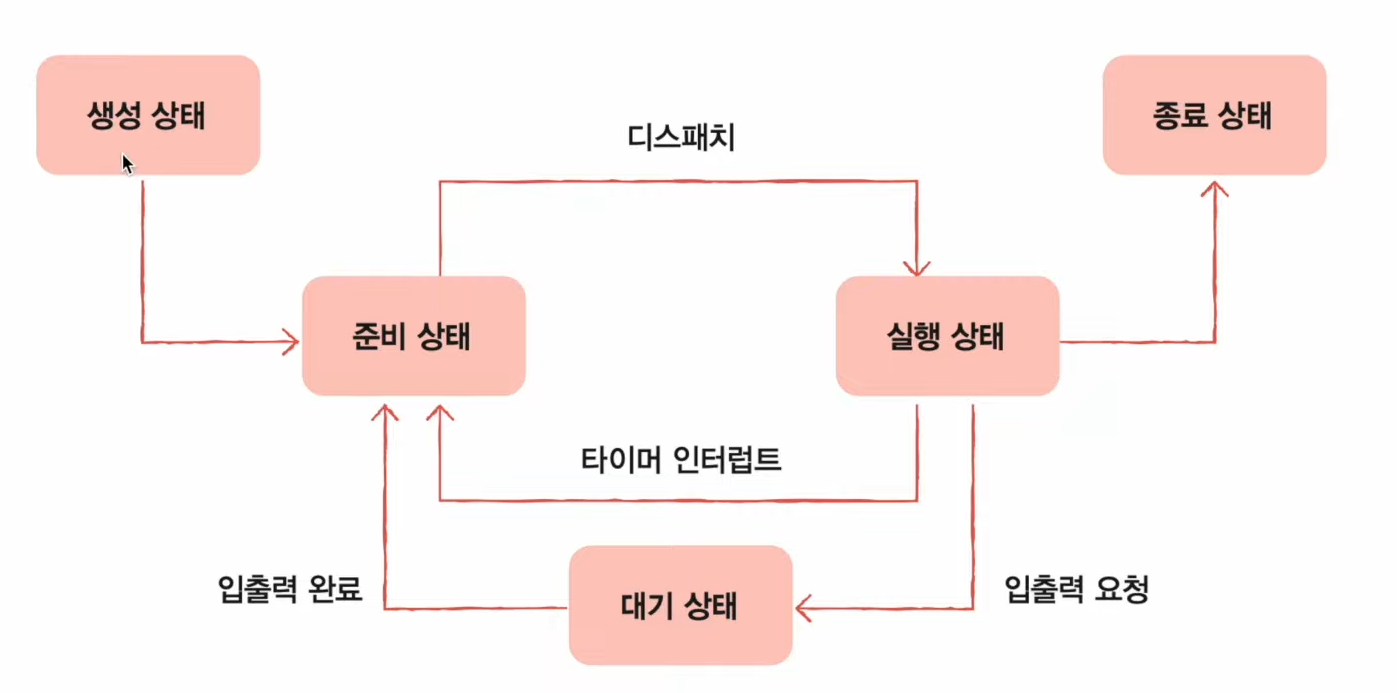 생성 상태
종료 상태
디스패치
준비 상태
실행 상태
타이머 인터럽트
입출력 완료
대기 상태
입출력 요청